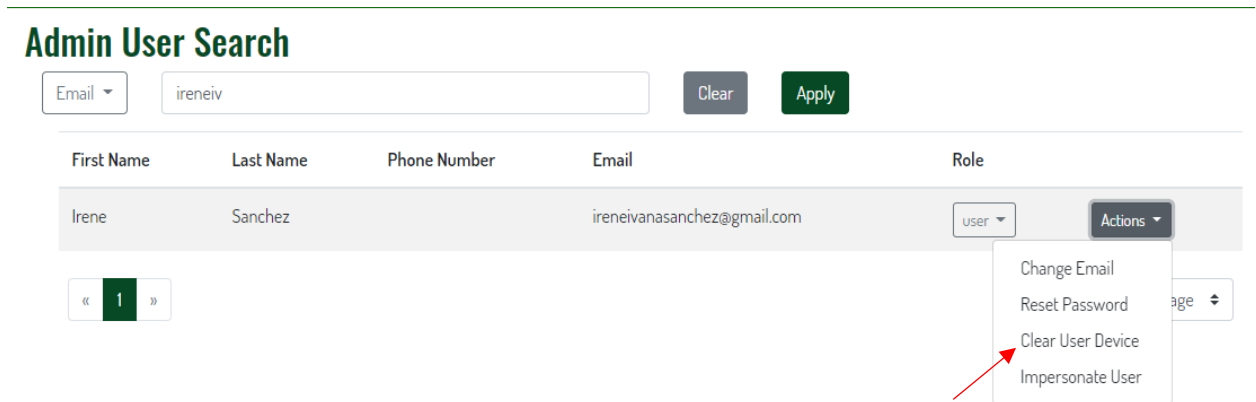 Admin User Search
Email ireneiv Clear Apply
First Name Last Name Phone Number Email Role
Irene Sanchez ireneivanasanchez@gmail.com user Actions
Change Email
« 1 » Reset Password
Clear User Device
Impersonate User